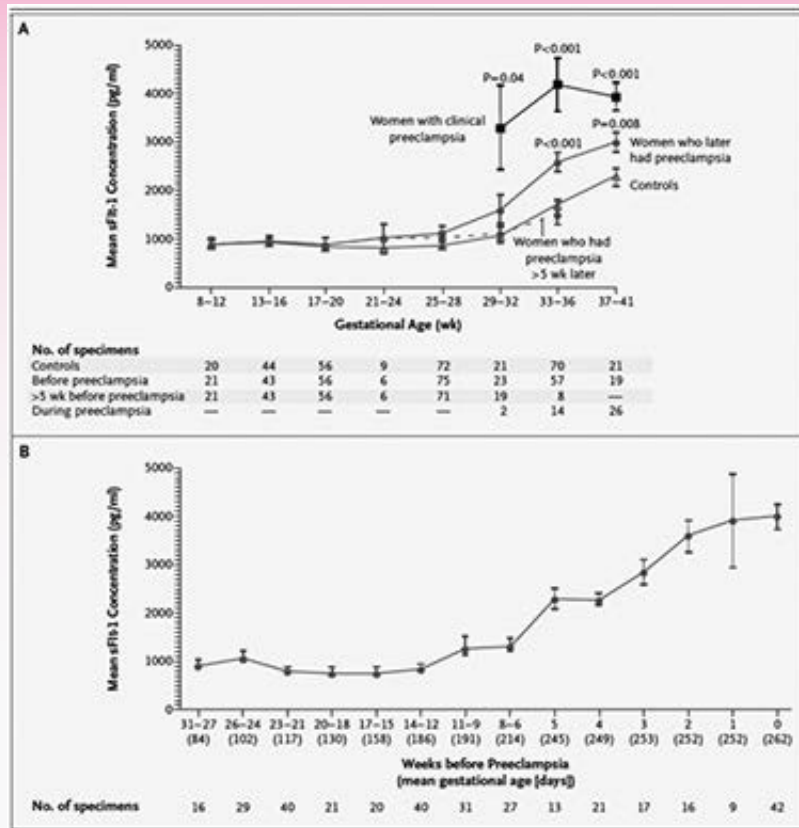 A
5000
4000
3000
2000
1000
0
Mean sFlt-1 Concentration (pg/ml)
P=0.04
P<0.001
P<0.001
P<0.001
P=0.008
Women with clinical
preeclampsia
Women who later
had preeclampsia
Controls
Women who had
preeclampsia
>5 wk later
8–12 13–16 17–20 21–24 25–28 29–32 33–36 37–41
Gestational Age (wk)
No. of specimens
Controls 20 44 56 9 72 21 70 21
Before preeclampsia 21 43 56 6 75 23 57 19
>5 wk before preeclampsia 21 43 56 6 71 19 8 —
During preeclampsia — — — — — 2 14 26
B
5000
4000
3000
2000
1000
0
Mean sFlt-1 Concentration (pg/ml)
31–27 26–24 23–21 20–18 17–15 14–12 11–9 8–6 5 4 3 2 1 0
(84) (102) (117) (130) (158) (186) (191) (214) (245) (249) (253) (252) (252) (262)
Weeks before Preeclampsia
(mean gestational age [days])
No. of specimens 16 29 40 21 20 40 31 27 13 21 17 16 9 42